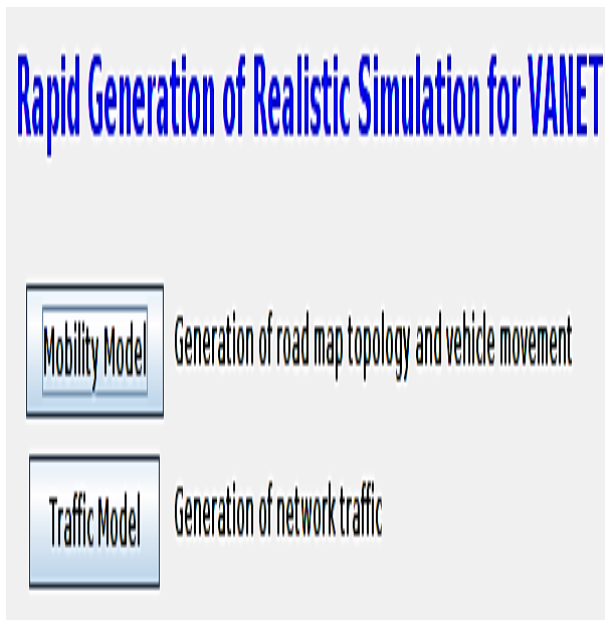 Rapid Generation of Realistic Simulation for VANET
Mobility Model Generation of road map topology and vehicle movement
Traffic Model Generation of network traffic